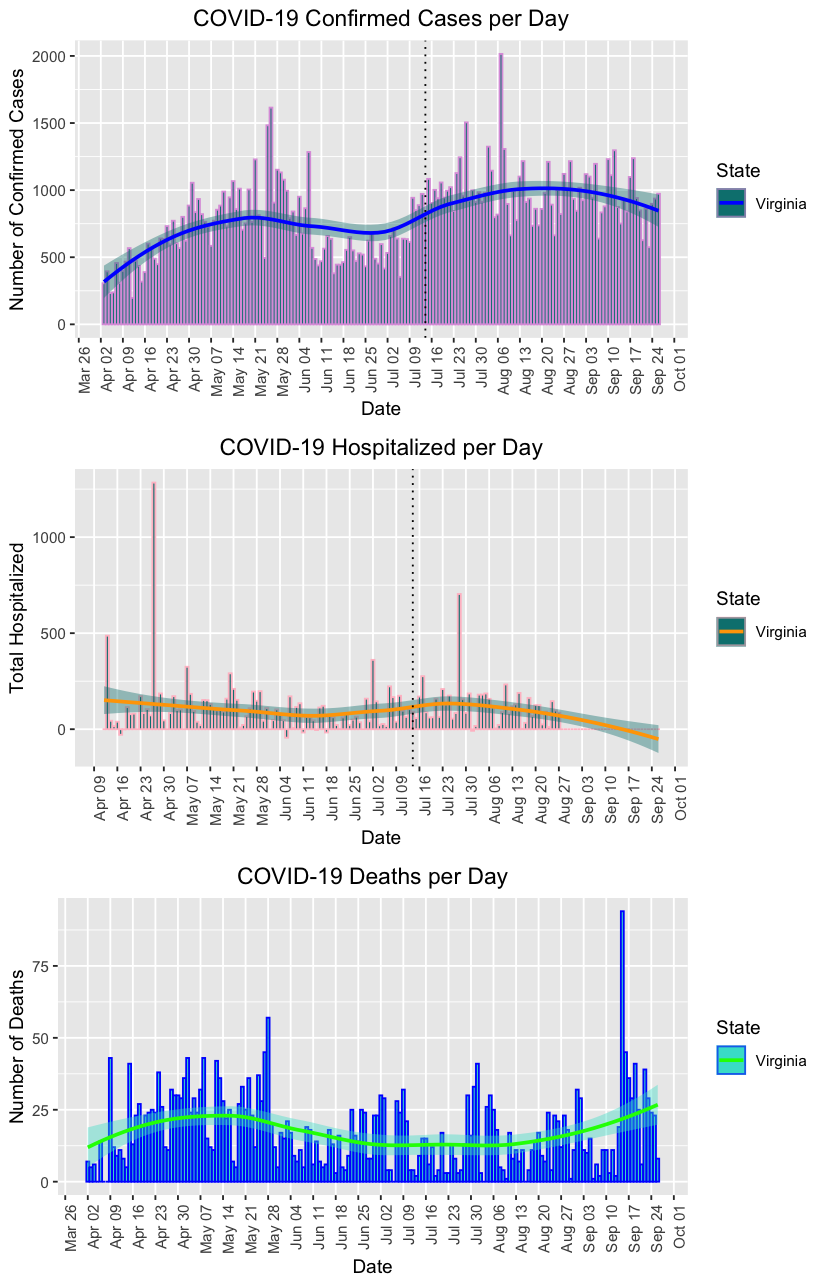 COVID-19 Confirmed Cases per Day
Number of Confirmed Cases
2000
1500
1000
500
0
Mar 26
Apr 02
Apr 09
Apr 16
Apr 23
Apr 30
May 07
May 14
May 21
May 28
Jun 04
Jun 11
Jun 18
Jun 25
Jul 02
Jul 09
Jul 16
Jul 23
Jul 30
Aug 06
Aug 13
Aug 20
Aug 27
Sep 03
Sep 10
Sep 17
Sep 24
Oct 01
Date
State
Virginia
COVID-19 Hospitalized per Day
Total Hospitalized
1000
500
0
Apr 09
Apr 16
Apr 23
Apr 30
May 07
May 14
May 21
May 28
Jun 04
Jun 11
Jun 18
Jun 25
Jul 02
Jul 09
Jul 16
Jul 23
Jul 30
Aug 06
Aug 13
Aug 20
Aug 27
Sep 03
Sep 10
Sep 17
Sep 24
Oct 01
Date
State
Virginia
COVID-19 Deaths per Day
Number of Deaths
75
50
25
0
Mar 26
Apr 02
Apr 09
Apr 16
Apr 23
Apr 30
May 07
May 14
May 21
May 28
Jun 04
Jun 11
Jun 18
Jun 25
Jul 02
Jul 09
Jul 16
Jul 23
Jul 30
Aug 06
Aug 13
Aug 20
Aug 27
Sep 03
Sep 10
Sep 17
Sep 24
Oct 01
Date
State
Virginia